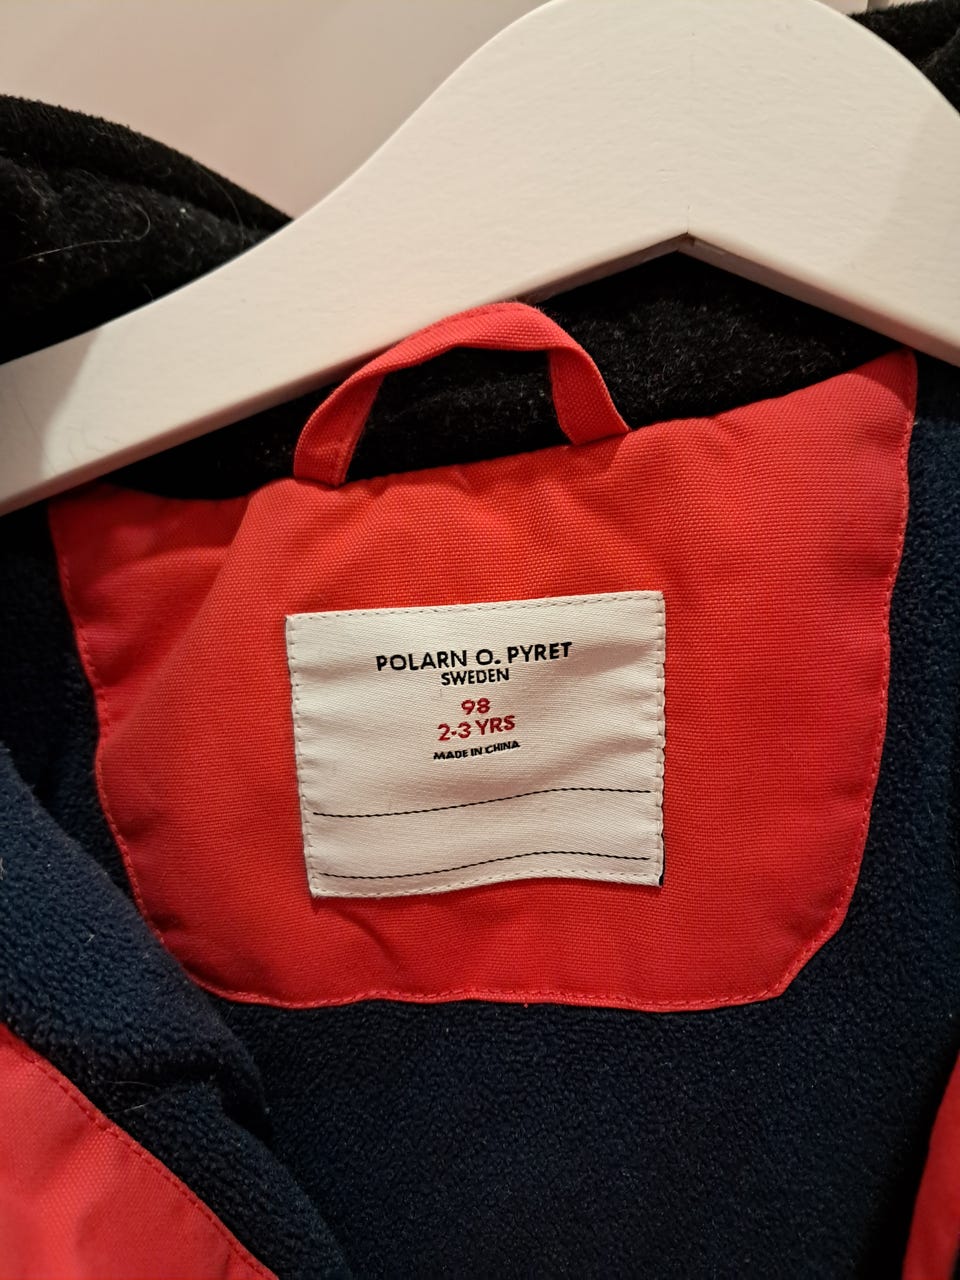 POLARN O. PYRET
SWEDEN
98
2-3 YRS
MADE IN CHINA